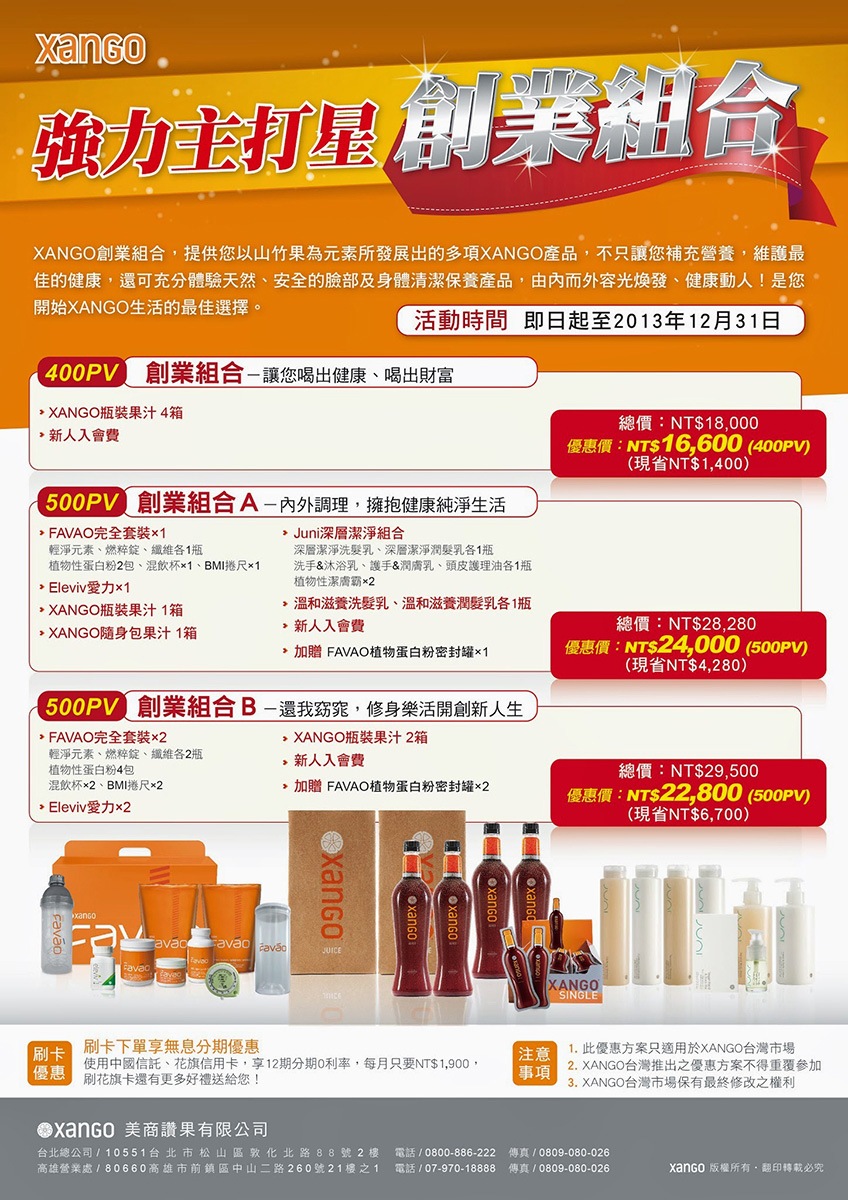 xango
強力主打星 創業組合
XANGO創業組合，提供您以山竹果為元素所發展出的多項XANGO產品，不只讓您補充營養，維護最
佳的健康，還可充分體驗天然、安全的臉部及身體清潔保養產品，由內而外容光煥發、健康動人！是您
開始XANGO生活的最佳選擇。
活動時間 即日起至2013年12月31日
400PV 創業組合－讓您喝出健康、喝出財富
XANGO瓶裝果汁 4箱
新人入會費
總價：NT$18,000
優惠價：NT$16,600 (400PV)
(現省NT$1,400)
500PV 創業組合 A －內外調理，擁抱健康純淨生活
FAVAO完全套裝×1
輕淨元素、燃粹錠、纖維各1瓶
植物性蛋白粉2包、混飲杯×1、BMI捲尺×1
Eleviv愛力×1
XANGO瓶裝果汁 1箱
XANGO隨身包果汁 1箱
Juni深層潔淨組合
深層潔淨洗髮乳、深層潔淨潤髮乳各1瓶
洗手&沐浴乳、護手&潤膚乳、頭皮護理油各1瓶
植物性潔膚霸×2
溫和滋養洗髮乳、溫和滋養潤髮乳各1瓶
新人入會費
加贈 FAVAO植物蛋白粉密封罐×1
總價：NT$28,280
優惠價：NT$24,000 (500PV)
(現省NT$4,280)
500PV 創業組合 B －還我窈窕，修身樂活開創新人生
FAVAO完全套裝×2
輕淨元素、燃粹錠、纖維各2瓶
植物性蛋白粉4包
混飲杯×2、BMI捲尺×2
Eleviv愛力×2
XANGO瓶裝果汁 2箱
新人入會費
加贈 FAVAO植物蛋白粉密封罐×2
總價：NT$29,500
優惠價：NT$22,800 (500PV)
(現省NT$6,700)
xango
Favao
Favao
Favao
Favao
Favao
xango
JUICE
xango
xango
xango
xango
XANGO
SINGLE
juni
juni
juni
juni
刷卡優惠
刷卡下單享無息分期優惠
使用中國信託、花旗信用卡，享12期分期0利率，每月只要NT$1,900，
刷花旗卡還有更多好禮送給您！
注意事項
1. 此優惠方案只適用於XANGO台灣市場
2. XANGO台灣推出之優惠方案不得重覆參加
3. XANGO台灣市場保有最終修改之權利
xango 美商讚果有限公司
台北總公司 / 10551台北市松山區敦化北路88號2樓 電話 / 0800-886-222 傳真 / 0809-080-026
高雄營業處 / 80660高雄市前鎮區中山二路260號21樓之1 電話 / 07-970-18888 傳真 / 0809-080-026
xango 版權所有・翻印轉載必究